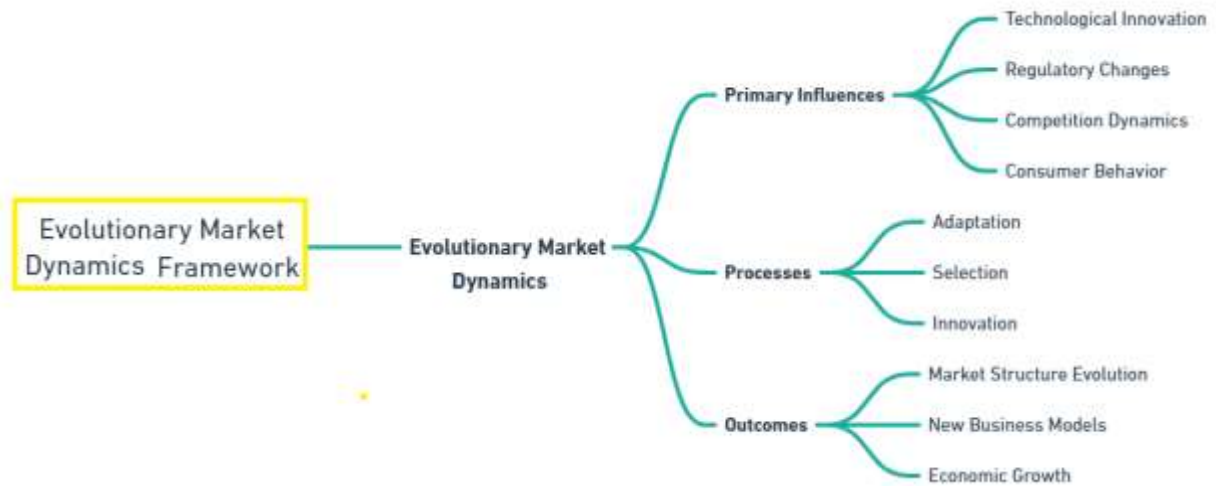 Evolutionary Market
Dynamics Framework
Evolutionary Market
Dynamics
Primary Influences
Technological Innovation
Regulatory Changes
Competition Dynamics
Consumer Behavior
Processes
Adaptation
Selection
Innovation
Outcomes
Market Structure Evolution
New Business Models
Economic Growth